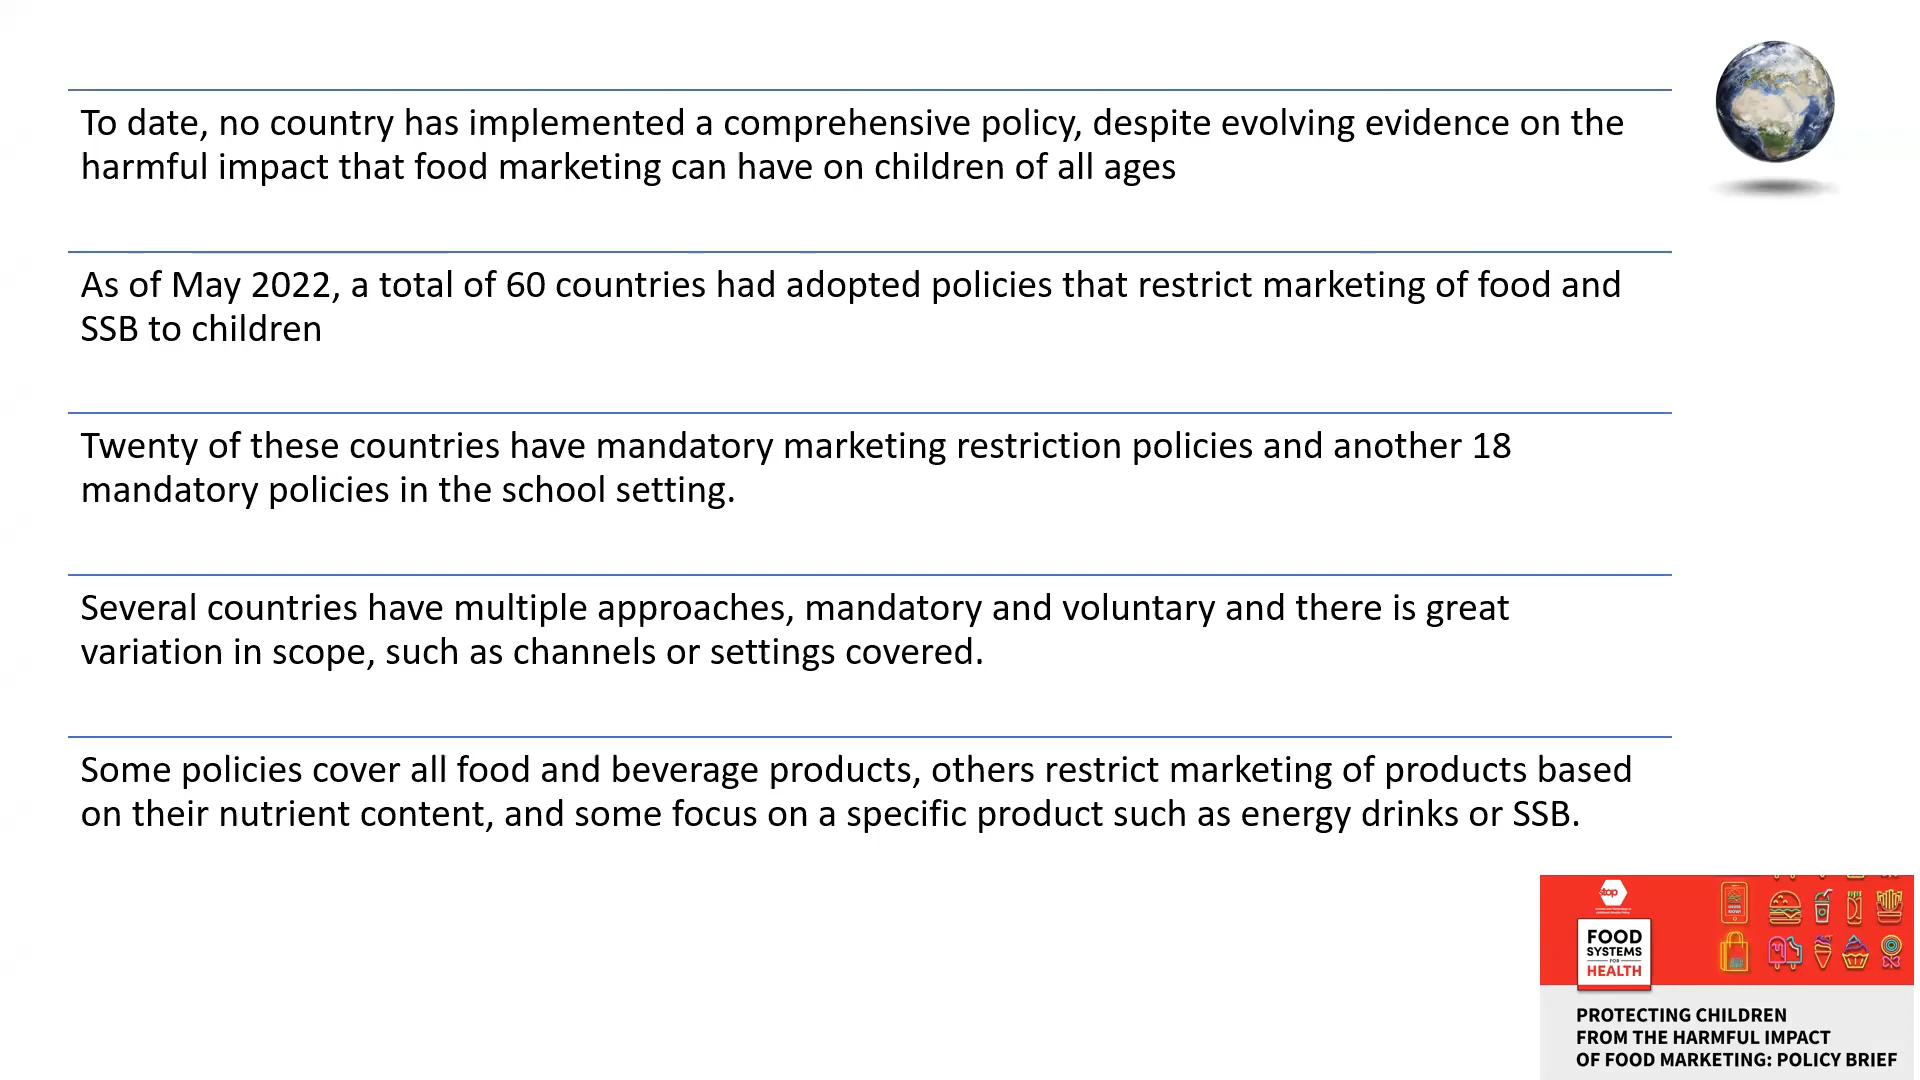 To date, no country has implemented a comprehensive policy, despite evolving evidence on the
harmful impact that food marketing can have on children of all ages
As of May 2022, a total of 60 countries had adopted policies that restrict marketing of food and
SSB to children
Twenty of these countries have mandatory marketing restriction policies and another 18
mandatory policies in the school setting.
Several countries have multiple approaches, mandatory and voluntary and there is great
variation in scope, such as channels or settings covered.
Some policies cover all food and beverage products, others restrict marketing of products based
on their nutrient content, and some focus on a specific product such as energy drinks or SSB.
stop
FOOD
SYSTEMS
FOR
HEALTH
PROTECTING CHILDREN
FROM THE HARMFUL IMPACT
OF FOOD MARKETING: POLICY BRIEF